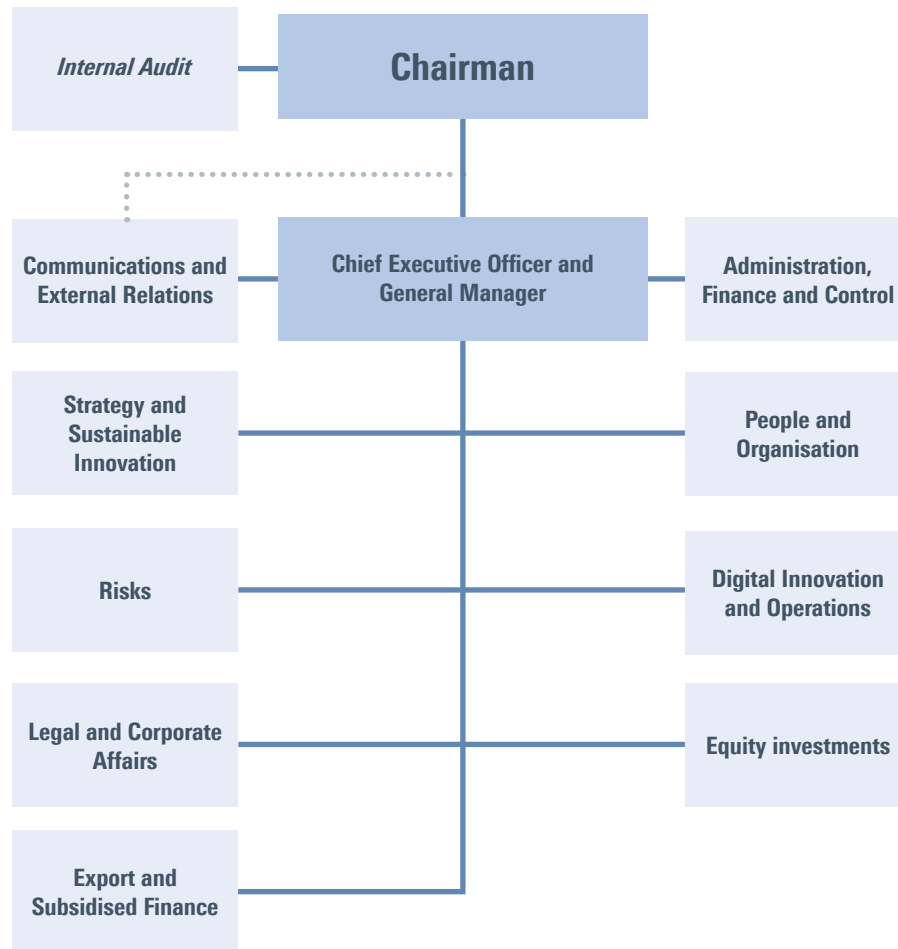 Internal Audit
Chairman
Communications and
External Relations
Chief Executive Officer and
General Manager
Administration,
Finance and Control
Strategy and
Sustainable
Innovation
People and
Organisation
Risks
Digital Innovation
and Operations
Legal and Corporate
Affairs
Equity investments
Export and
Subsidised Finance